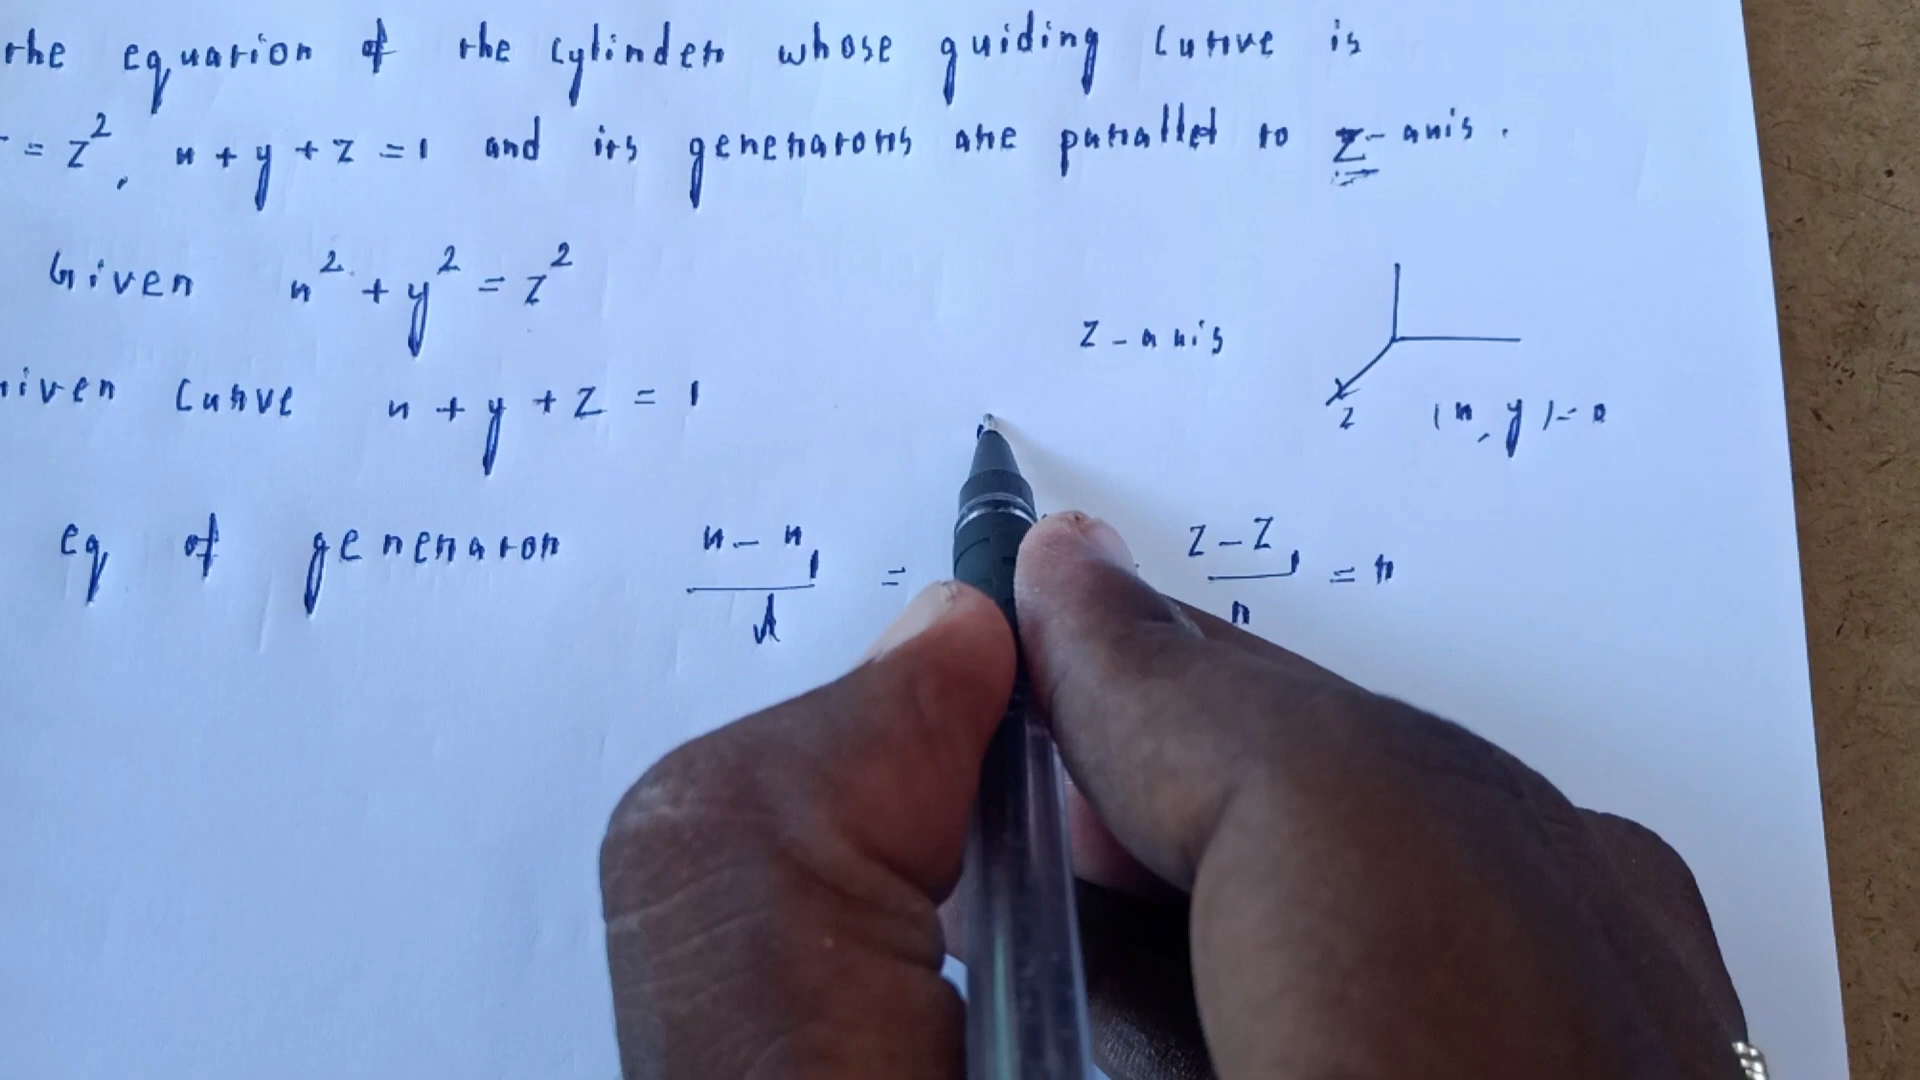 the equation of the cylinder whose guiding curve is
= z², x + y + z = 1 and its generators are parallel to z-axis.
Given x² + y² = z²
Given curve x + y + z = 1
z-axis
z (x, y) = 0
eq of generator x - x₁ / l = z - z₁ / n = r